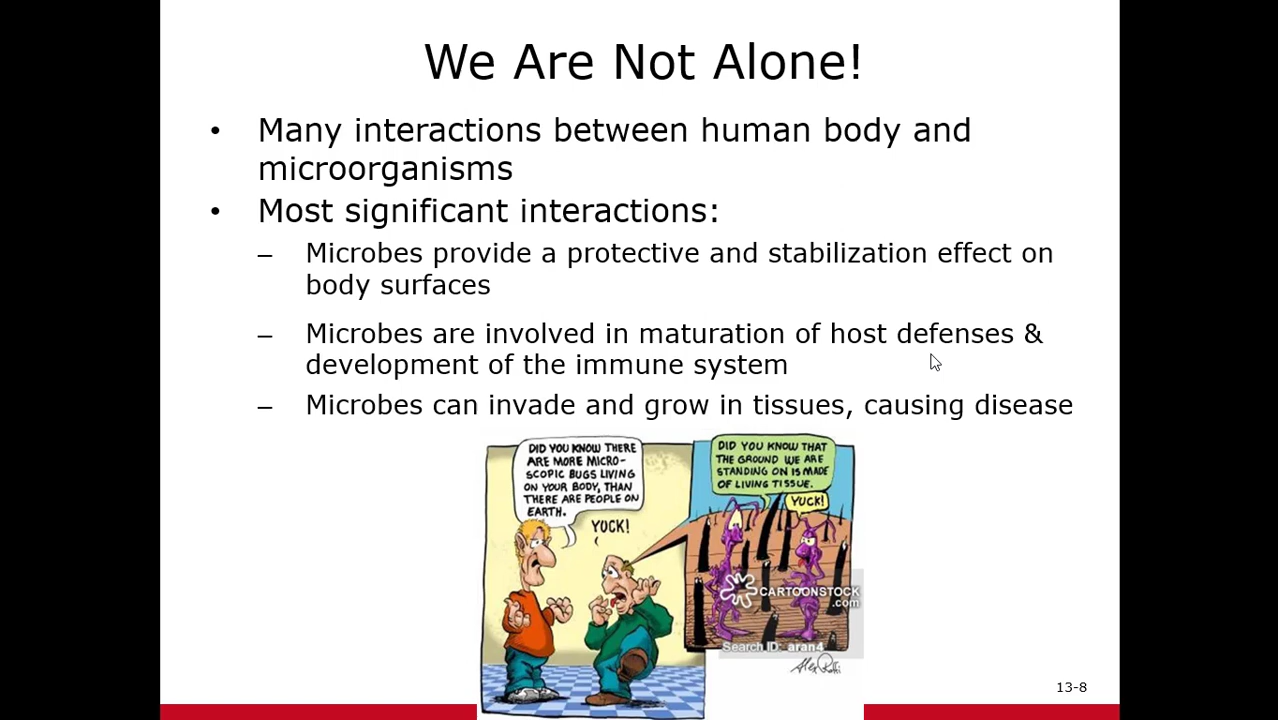 We Are Not Alone!
• Many interactions between human body and
microorganisms
• Most significant interactions:
– Microbes provide a protective and stabilization effect on
body surfaces
– Microbes are involved in maturation of host defenses &
development of the immune system
– Microbes can invade and grow in tissues, causing disease
DID YOU KNOW THERE
ARE MORE MICRO-
SCOPIC BUGS LIVING
ON YOUR BODY, THAN
THERE ARE PEOPLE ON
EARTH.
YUCK!
DID YOU KNOW THAT
THE GROUND WE ARE
STANDING ON IS MADE
OF LIVING TISSUE.
YUCK!
CARTOONSTOCK
.com
Search ID: aran4
13-8